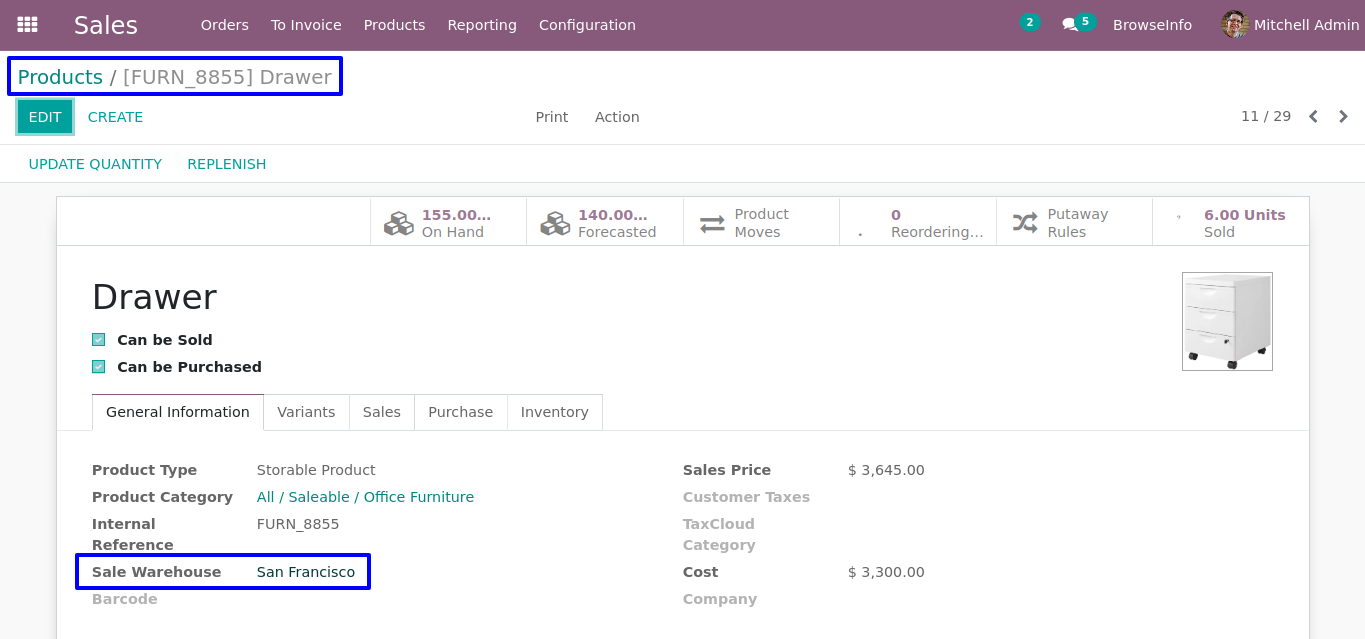 Sales Orders To Invoice Products Reporting Configuration 2 5 BrowseInfo Mitchell Admin
Products / [FURN_8855] Drawer
EDIT CREATE Print Action 11 / 29
UPDATE QUANTITY REPLENISH
155.00...
On Hand
140.00...
Forecasted
Product
Moves
0
Reordering...
Putaway
Rules
6.00 Units
Sold
Drawer
Can be Sold
Can be Purchased
General Information Variants Sales Purchase Inventory
Product Type Storable Product
Product Category All / Saleable / Office Furniture
Internal FURN_8855
Reference
Sale Warehouse San Francisco
Barcode
Sales Price $ 3,645.00
Customer Taxes
TaxCloud
Category
Cost $ 3,300.00
Company